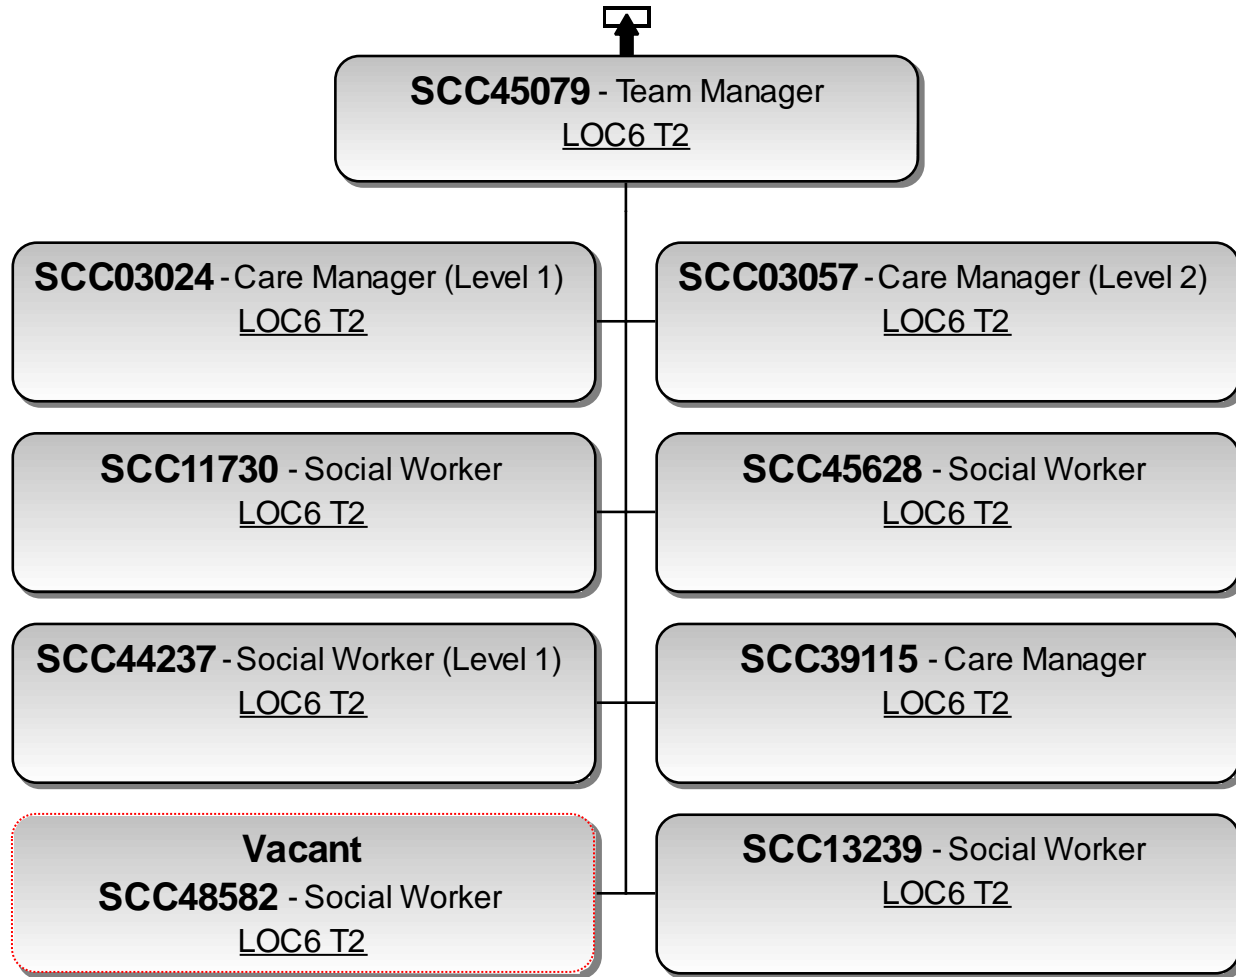 SCC45079 - Team Manager
LOC6 T2
SCC03024 - Care Manager (Level 1)
LOC6 T2
SCC03057 - Care Manager (Level 2)
LOC6 T2
SCC11730 - Social Worker
LOC6 T2
SCC45628 - Social Worker
LOC6 T2
SCC44237 - Social Worker (Level 1)
LOC6 T2
SCC39115 - Care Manager
LOC6 T2
Vacant
SCC48582 - Social Worker
LOC6 T2
SCC13239 - Social Worker
LOC6 T2